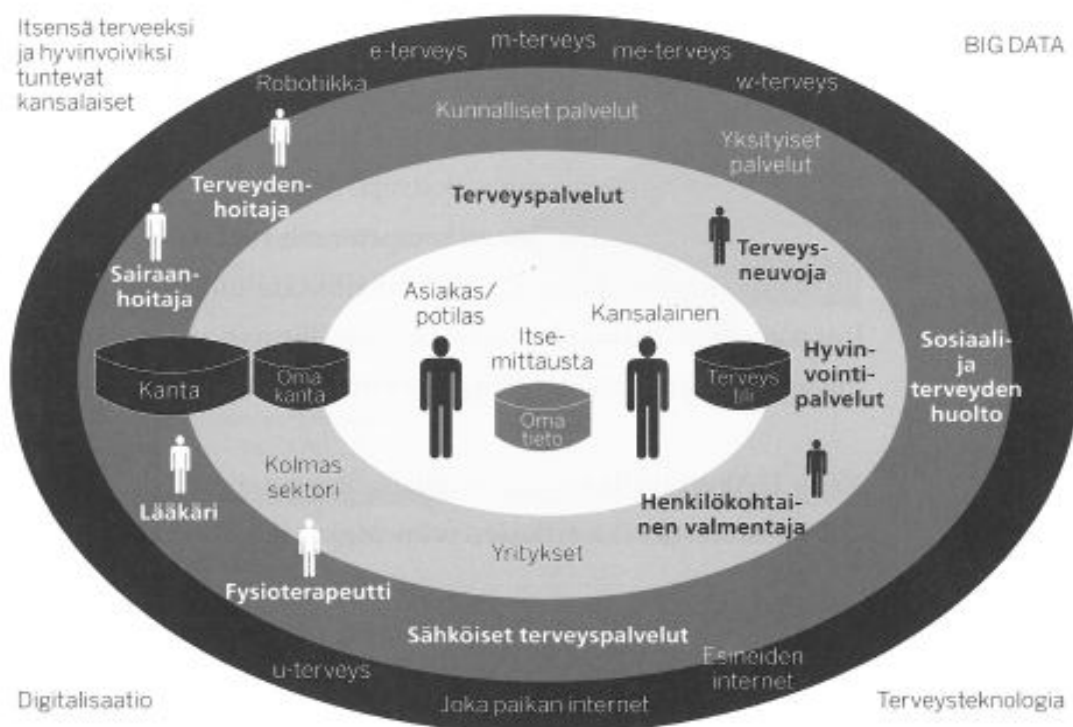 Itsensä terveeksi
ja hyvinvoiviksi
tuntevat
kansalaiset
BIG DATA
Robotiikka
e-terveys
m-terveys
me-terveys
w-terveys
Kunnalliset palvelut
Yksityiset
palvelut
Terveyden-
hoitaja
Terveyspalvelut
Sairaan-
hoitaja
Terveys-
neuvoja
Asiakas/
potilas
Itse-
mittausta
Kansalainen
Kanta
Oma
kanta
Oma
tieto
Terveys
tili
Hyvin-
vointi-
palvelut
Sosiaali-
ja
terveyden
huolto
Lääkäri
Kolmas
sektori
Henkilökohtai-
nen valmentaja
Fysioterapeutti
Yritykset
Sähköiset terveyspalvelut
u-terveys
Joka paikan internet
Esineiden
internet
Digitalisaatio
Terveysteknologia